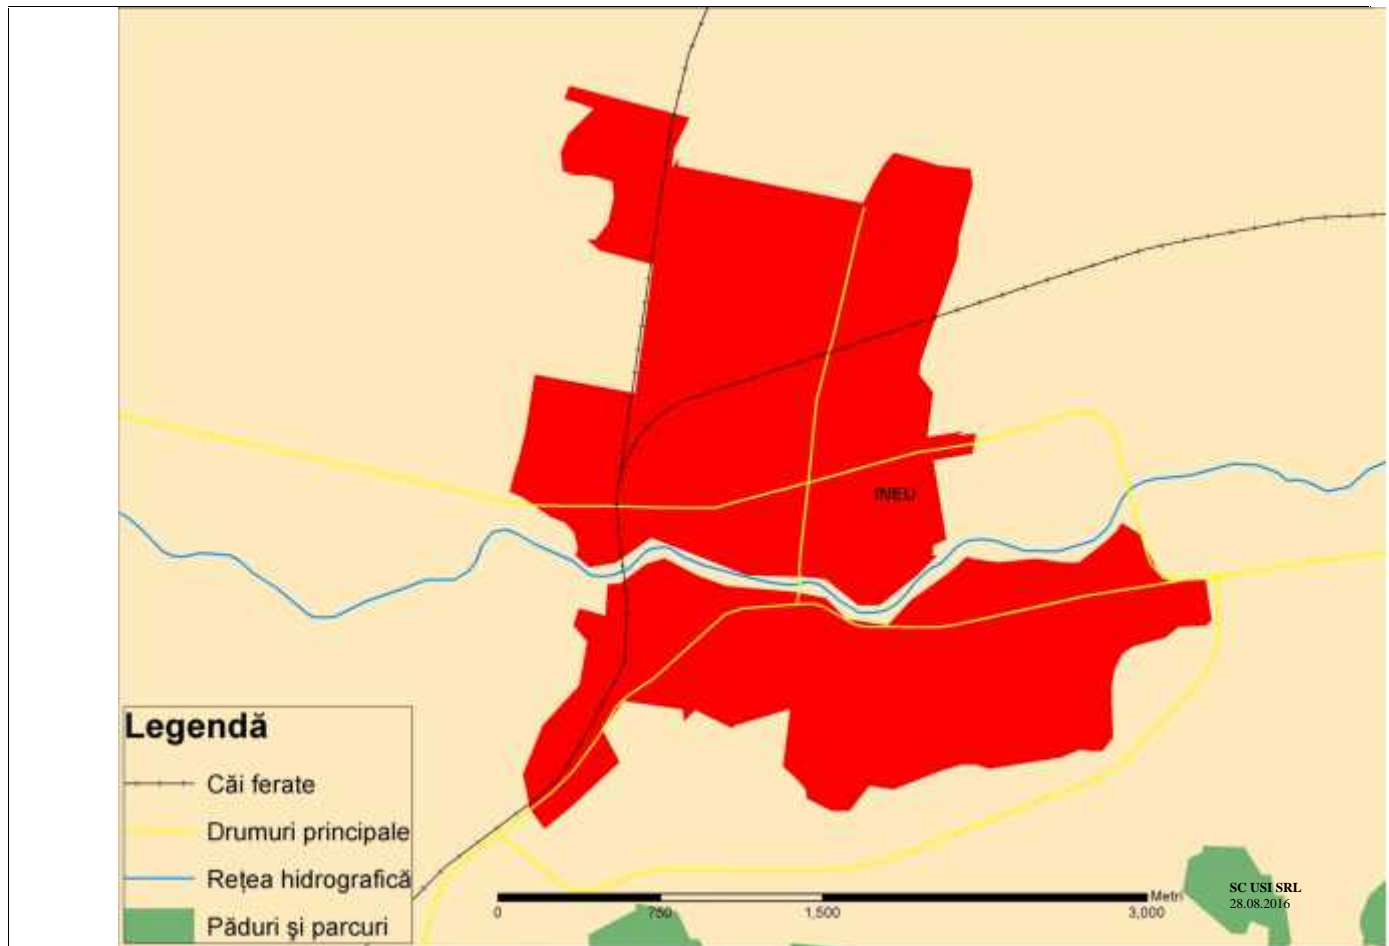 INEU
Legendă
Căi ferate
Drumuri principale
Rețea hidrografică
Păduri și parcuri
Metri
0 750 1,500 3,000
SC USI SRL
28.08.2016